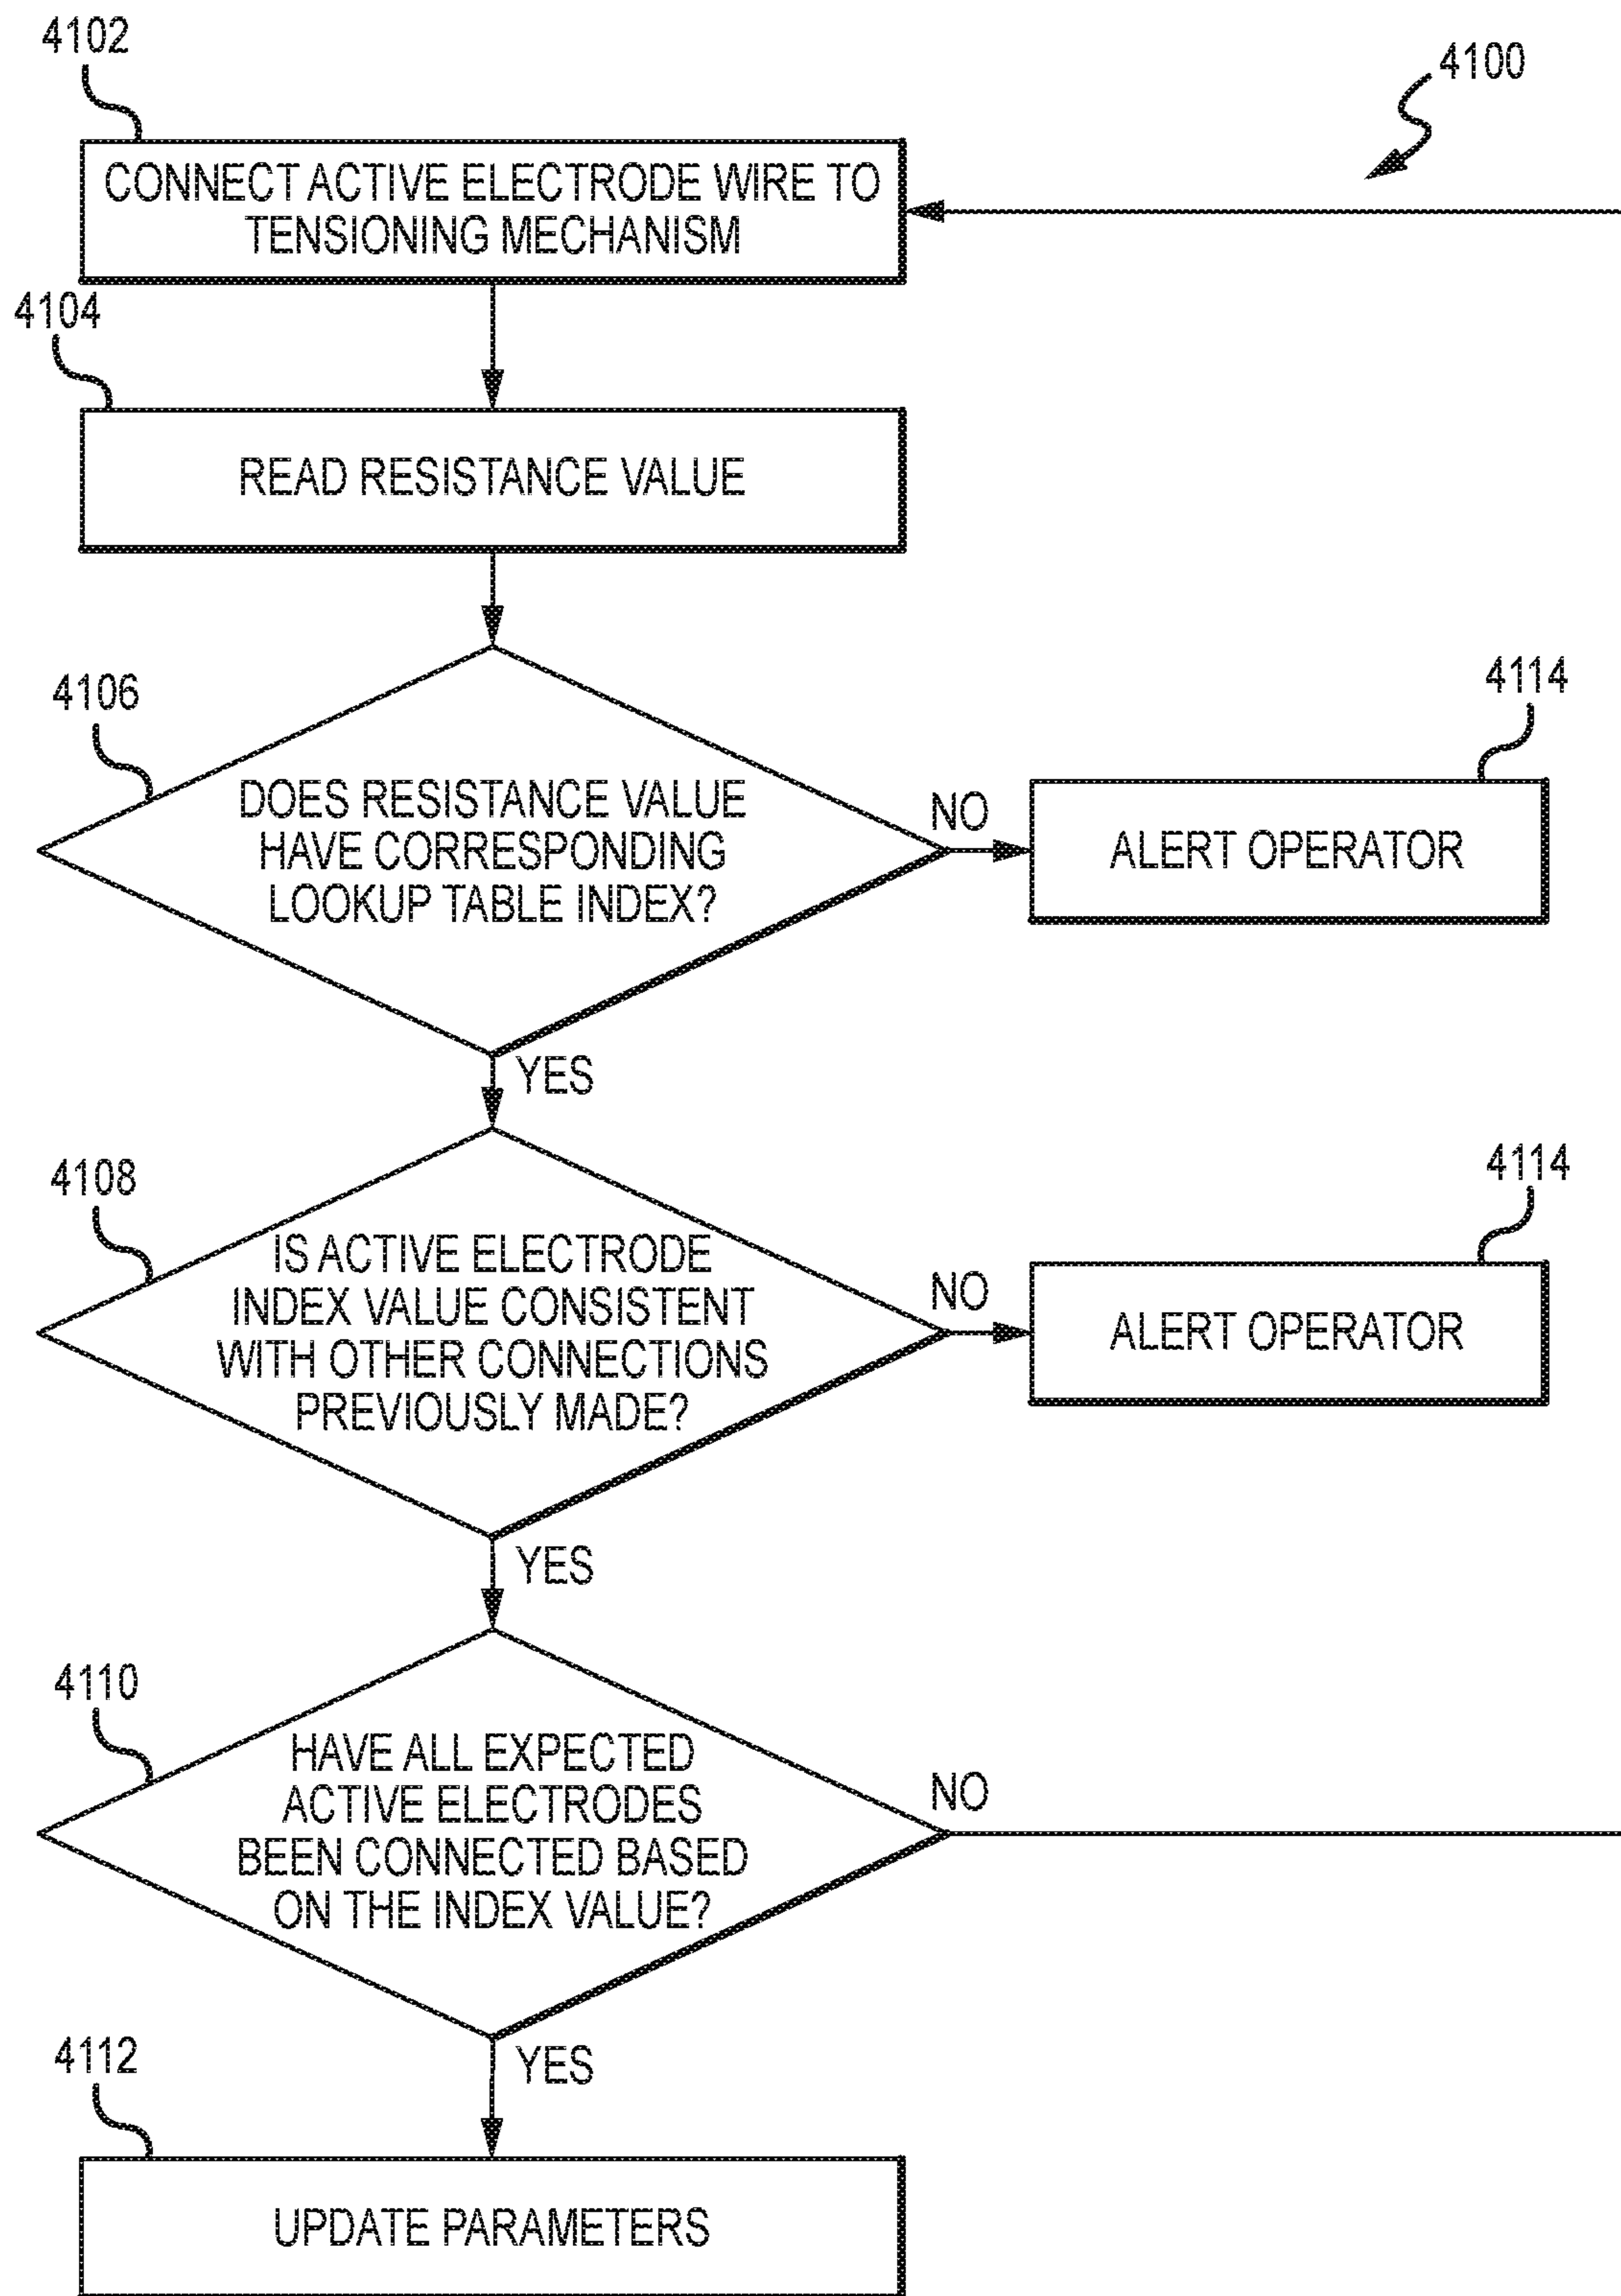 4102
4100
CONNECT ACTIVE ELECTRODE WIRE TO
TENSIONING MECHANISM
4104
READ RESISTANCE VALUE
4106
4114
DOES RESISTANCE VALUE
HAVE CORRESPONDING
LOOKUP TABLE INDEX?
NO
ALERT OPERATOR
YES
4108
4114
IS ACTIVE ELECTRODE
INDEX VALUE CONSISTENT
WITH OTHER CONNECTIONS
PREVIOUSLY MADE?
NO
ALERT OPERATOR
YES
4110
HAVE ALL EXPECTED
ACTIVE ELECTRODES
BEEN CONNECTED BASED
ON THE INDEX VALUE?
NO
YES
4112
UPDATE PARAMETERS